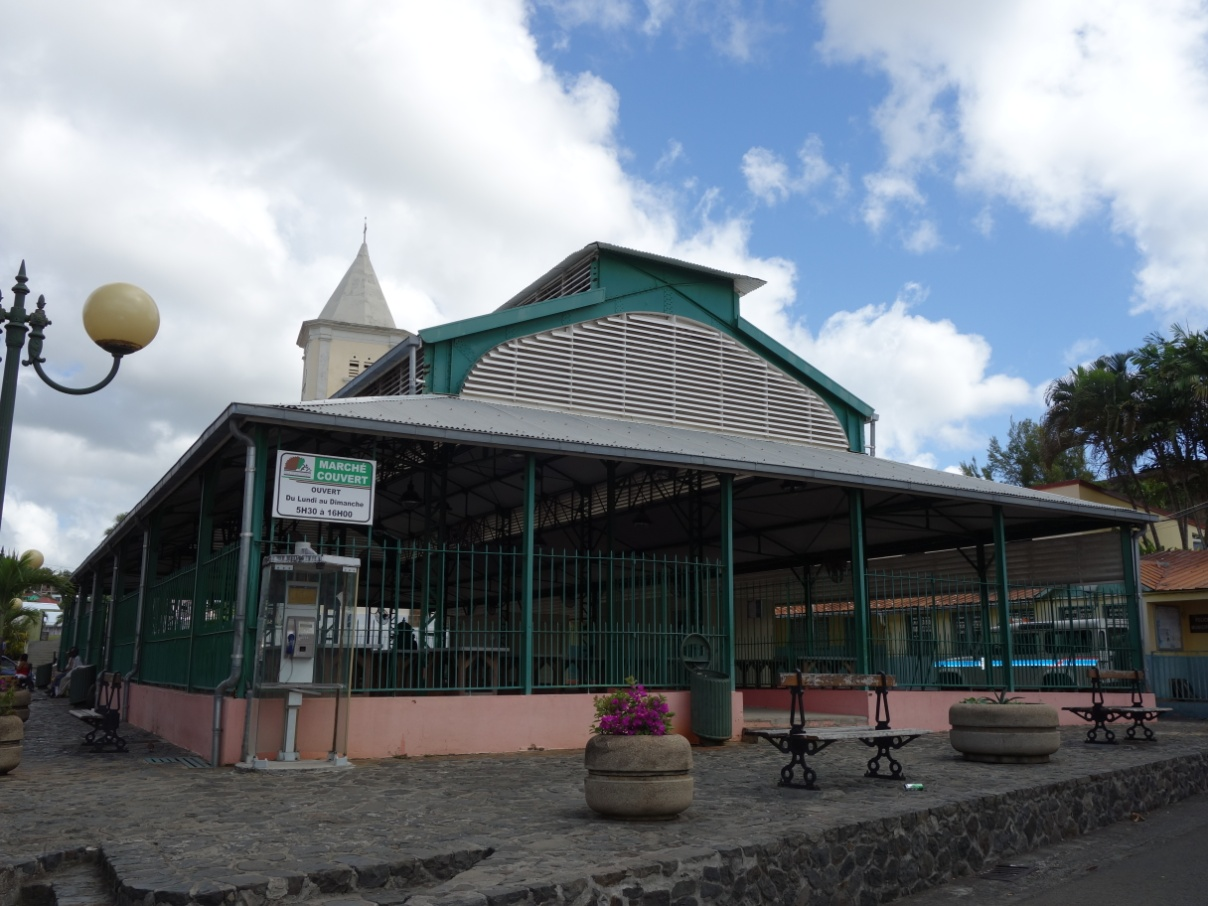 MARCHÉ
COUVERT
OUVERT
Du Lundi au Dimanche
5H30 à 16H00